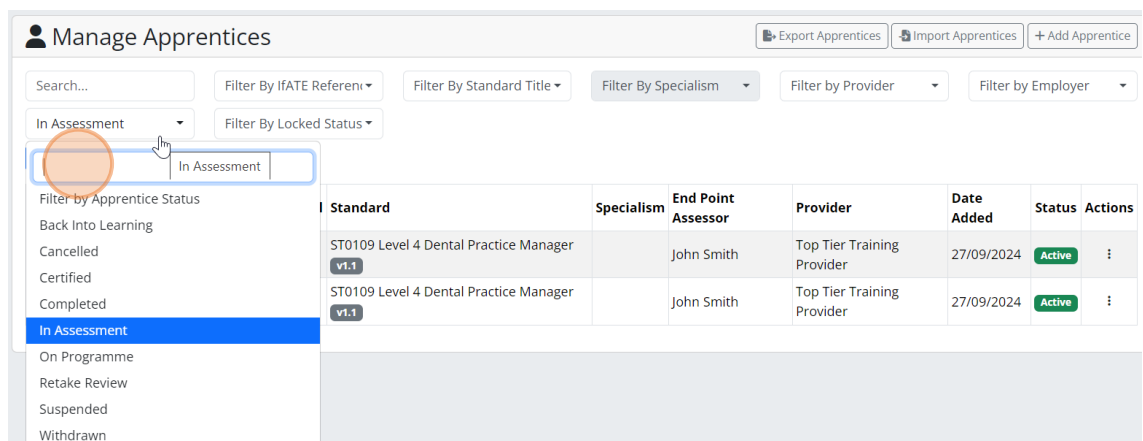 Manage Apprentices
Export Apprentices
Import Apprentices
+ Add Apprentice
Search...
Filter By IfATE Referenc
Filter By Standard Title
Filter By Specialism
Filter by Provider
Filter by Employer
In Assessment
Filter By Locked Status
In Assessment
Filter by Apprentice Status
Back Into Learning
Cancelled
Certified
Completed
In Assessment
On Programme
Retake Review
Suspended
Withdrawn
Standard
Specialism
End Point
Assessor
Provider
Date
Added
Status
Actions
ST0109 Level 4 Dental Practice Manager
v1.1
John Smith
Top Tier Training
Provider
27/09/2024
Active
ST0109 Level 4 Dental Practice Manager
v1.1
John Smith
Top Tier Training
Provider
27/09/2024
Active